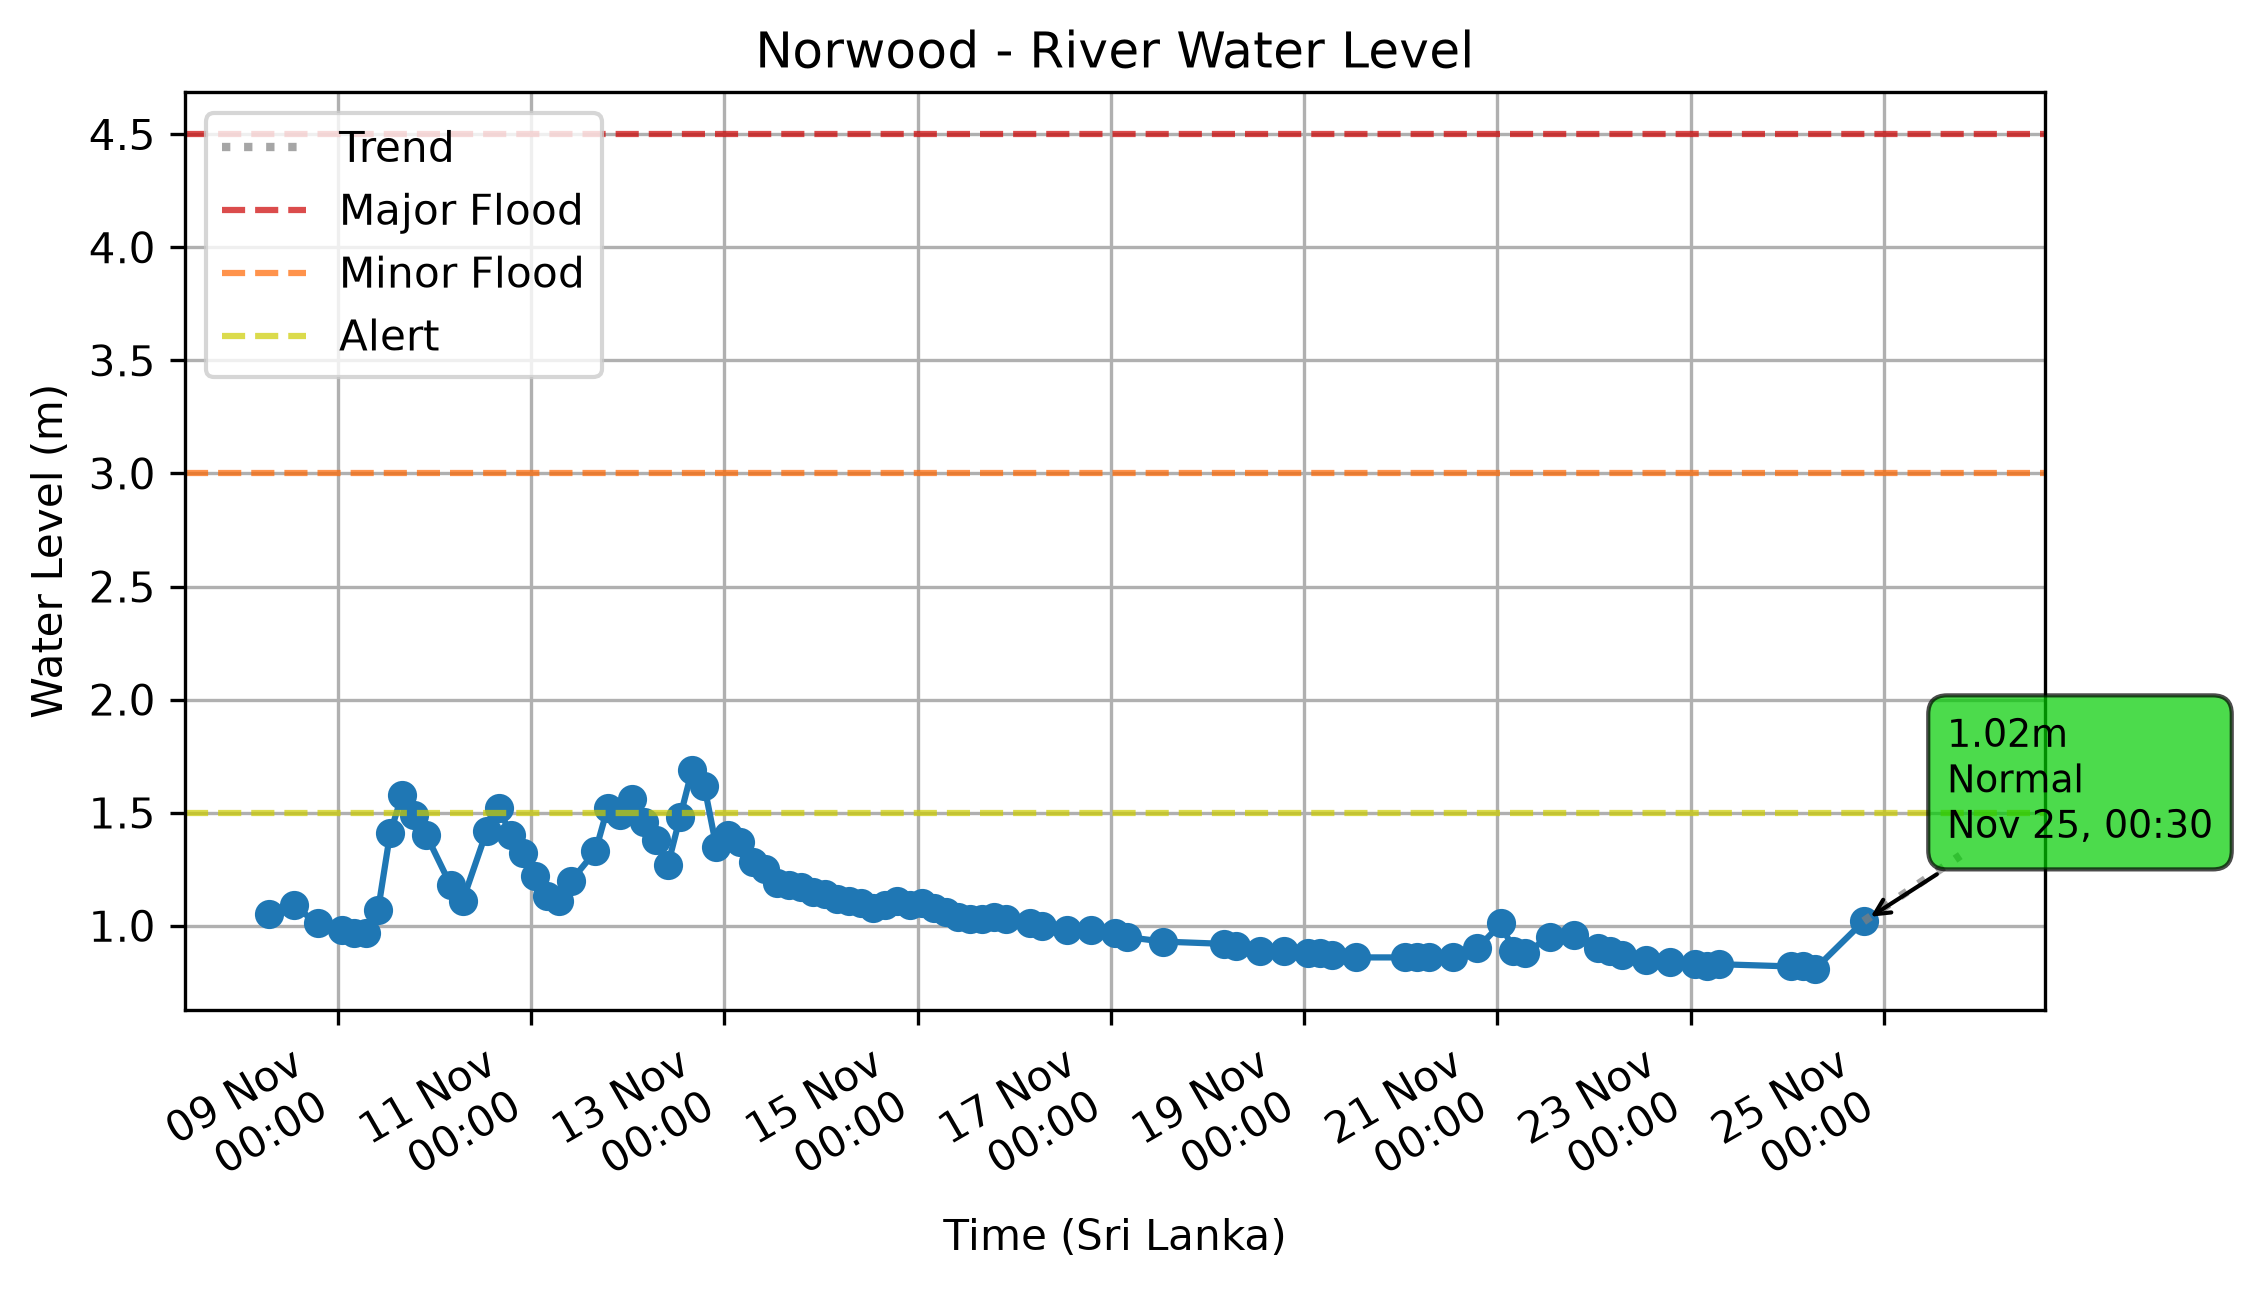 Norwood - River Water Level
Water Level (m)
4.5
4.0
3.5
3.0
2.5
2.0
1.5
1.0
Trend
Major Flood
Minor Flood
Alert
1.02m
Normal
Nov 25, 00:30
09 Nov
00:00
11 Nov
00:00
13 Nov
00:00
15 Nov
00:00
17 Nov
00:00
19 Nov
00:00
21 Nov
00:00
23 Nov
00:00
25 Nov
00:00
Time (Sri Lanka)